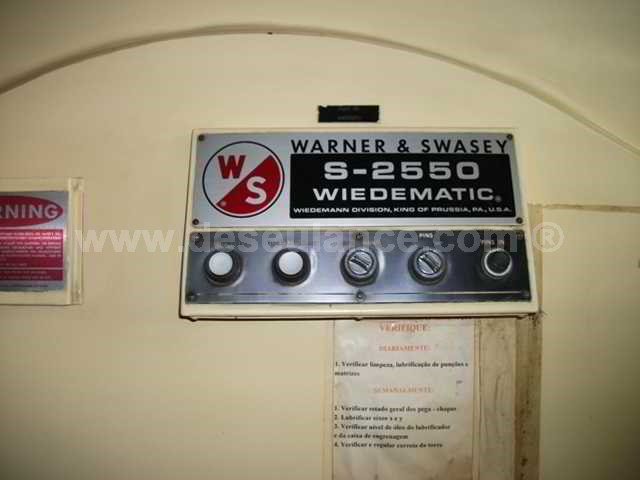 WARNER & SWASEY
W
S
S-2550
WIEDEMATIC®
WIEDEMANN DIVISION, KING OF PRUSSIA, PA., U.S.A.
RNING
www.deseulance.com®
PINS
VERIFIQUE:
DIARIAMENTE:
1. Verificar limpeza, lubrificação de punções e
matrizes
SEMANALMENTE:
1. Verificar estado geral dos pega - chapas
2. Lubrificar eixos x e y
3. Verificar nível de óleo do lubrificador
e da caixa de engrenagem
4. Verificar e regular correia do torre